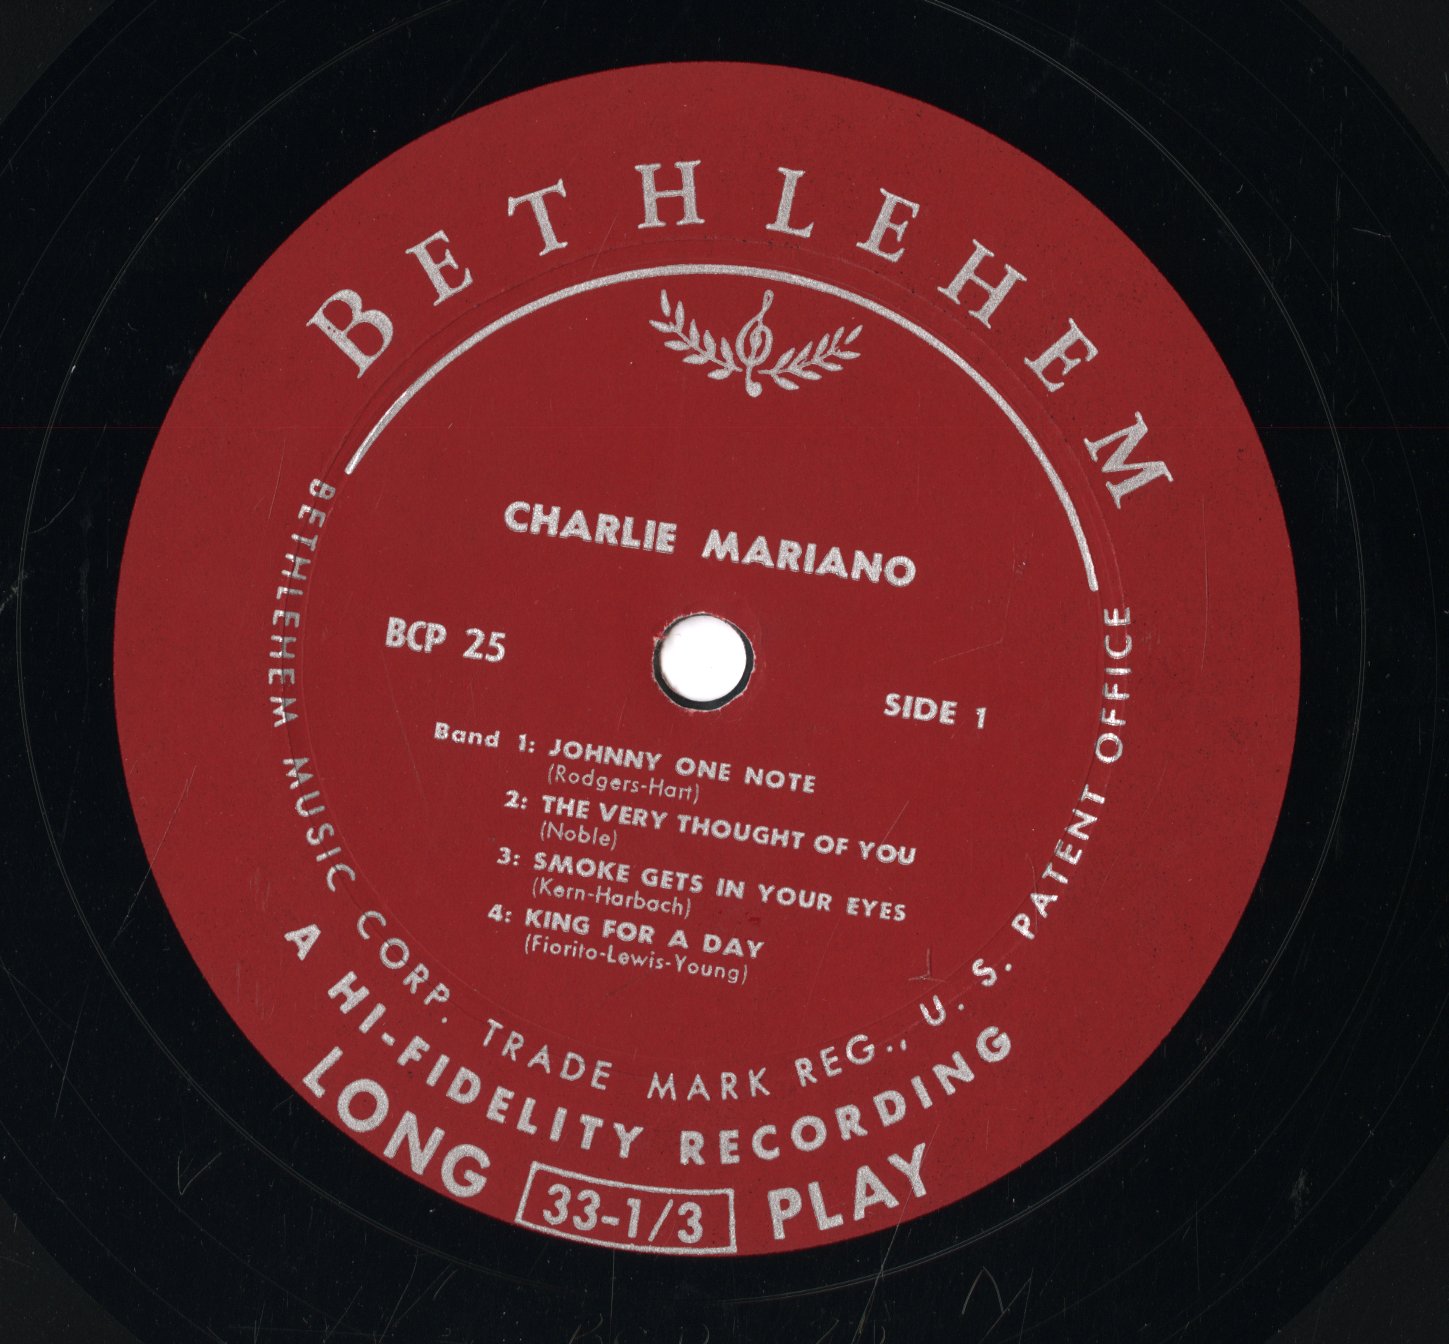 BETHLEHEM
CHARLIE MARIANO
BCP 25
SIDE 1
Band 1: JOHNNY ONE NOTE
(Rodgers-Hart)
2: THE VERY THOUGHT OF YOU
(Noble)
3: SMOKE GETS IN YOUR EYES
(Kern-Harbach)
4: KING FOR A DAY
(Fiorito-Lewis-Young)
BETHLEHEM MUSIC CORP. TRADE MARK REG., U. S. PATENT OFFICE
A HI-FIDELITY RECORDING
LONG 33-1/3 PLAY